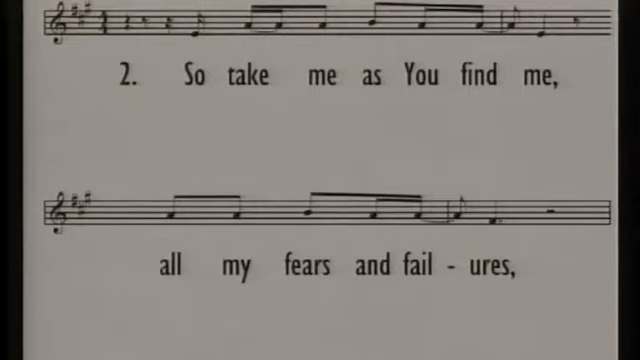 2. So take me as You find me,
all my fears and fail - ures,